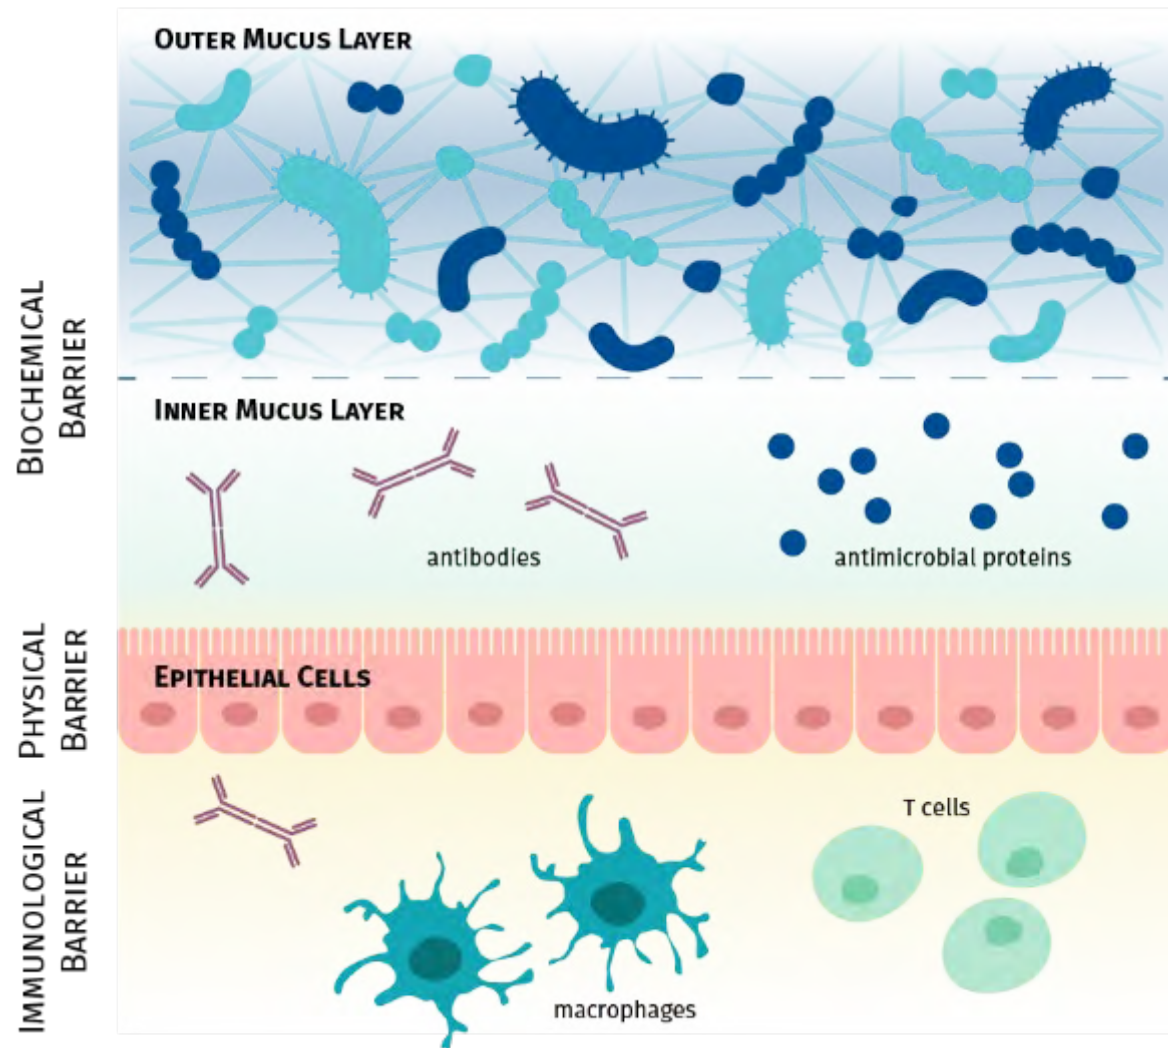 OUTER MUCUS LAYER
BIOCHEMICAL
BARRIER
INNER MUCUS LAYER
antibodies
antimicrobial proteins
PHYSICAL
BARRIER
EPITHELIAL CELLS
IMMUNOLOGICAL
BARRIER
T cells
macrophages